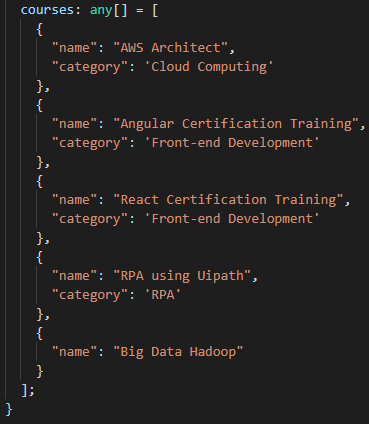 courses: any[] = [
{
"name": "AWS Architect",
"category": 'Cloud Computing'
},
{
"name": "Angular Certification Training",
"category": 'Front-end Development'
},
{
"name": "React Certification Training",
"category": 'Front-end Development'
},
{
"name": "RPA using Uipath",
"category": 'RPA'
},
{
"name": "Big Data Hadoop"
}
];
}